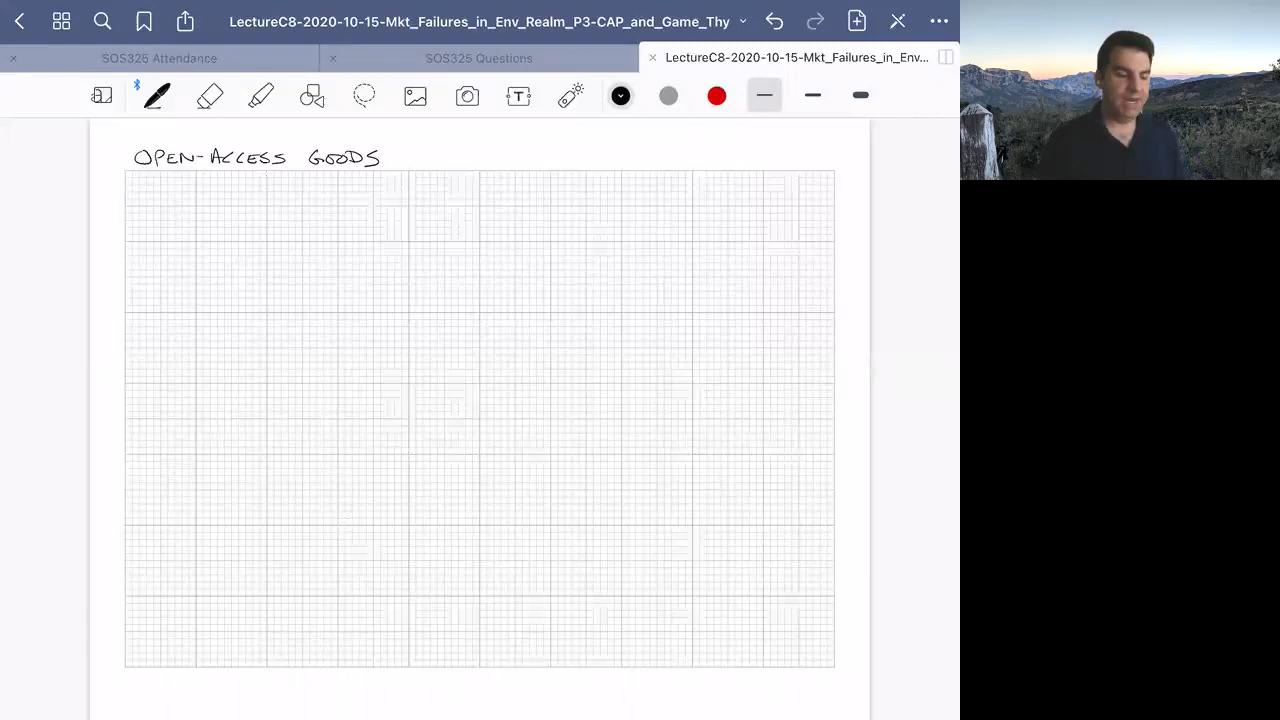 LectureC8-2020-10-15-Mkt_Failures_in_Env_Realm_P3-CAP_and_Game_Thy
SOS325 Attendance
SOS325 Questions
LectureC8-2020-10-15-Mkt_Failures_in_Env...
T
OPEN-ACCESS GOODS